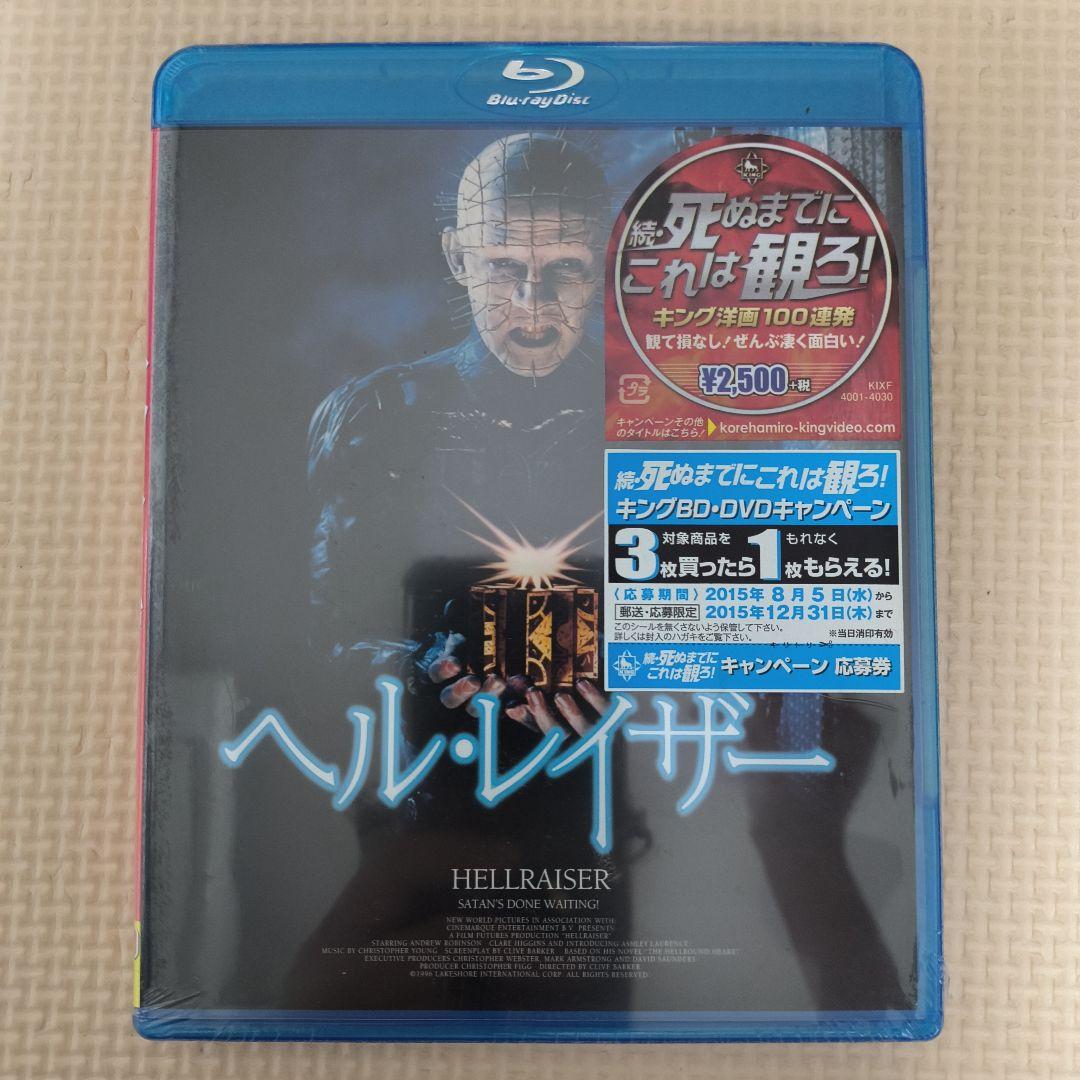 Blu-ray Disc
KING
続・死ぬまでに
これは観ろ!
キング洋画100連発
観て損なし!ぜんぶ凄く面白い!
¥2,500+税
プラ
KIXF
4001-4030
キャンペーンその他
のタイトルはこちら!
korehamiro-kingvideo.com
続・死ぬまでにこれは観ろ!
キングBD・DVDキャンペーン
対象商品を3枚買ったらもれなく1枚もらえる!
〈応募期間〉2015年8月5日(水)から
郵送・応募限定 2015年12月31日(木)まで
このシールを無くさないよう保管して下さい。
詳しくは封入のハガキをご覧下さい。
※当日消印有効
キリトリ
続・死ぬまでに
これは観ろ!
キャンペーン 応募券
ヘル・レイザー
HELLRAISER
SATAN'S DONE WAITING!
NEW WORLD PICTURES IN ASSOCIATION WITH
CINEMARQUE ENTERTAINMENT B.V. PRESENTS
A FILM FUTURES PRODUCTION "HELLRAISER"
STARRING ANDREW ROBINSON CLARE HIGGINS AND INTRODUCING ASHLEY LAURENCE
MUSIC BY CHRISTOPHER YOUNG SCREENPLAY BY CLIVE BARKER BASED ON HIS NOVEL "THE HELLBOUND HEART"
EXECUTIVE PRODUCERS CHRISTOPHER WEBSTER, MARK ARMSTRONG AND DAVID SAUNDERS
PRODUCER CHRISTOPHER FIGG DIRECTED BY CLIVE BARKER
©1996 LAKESHORE INTERNATIONAL CORP. ALL RIGHTS RESERVED.